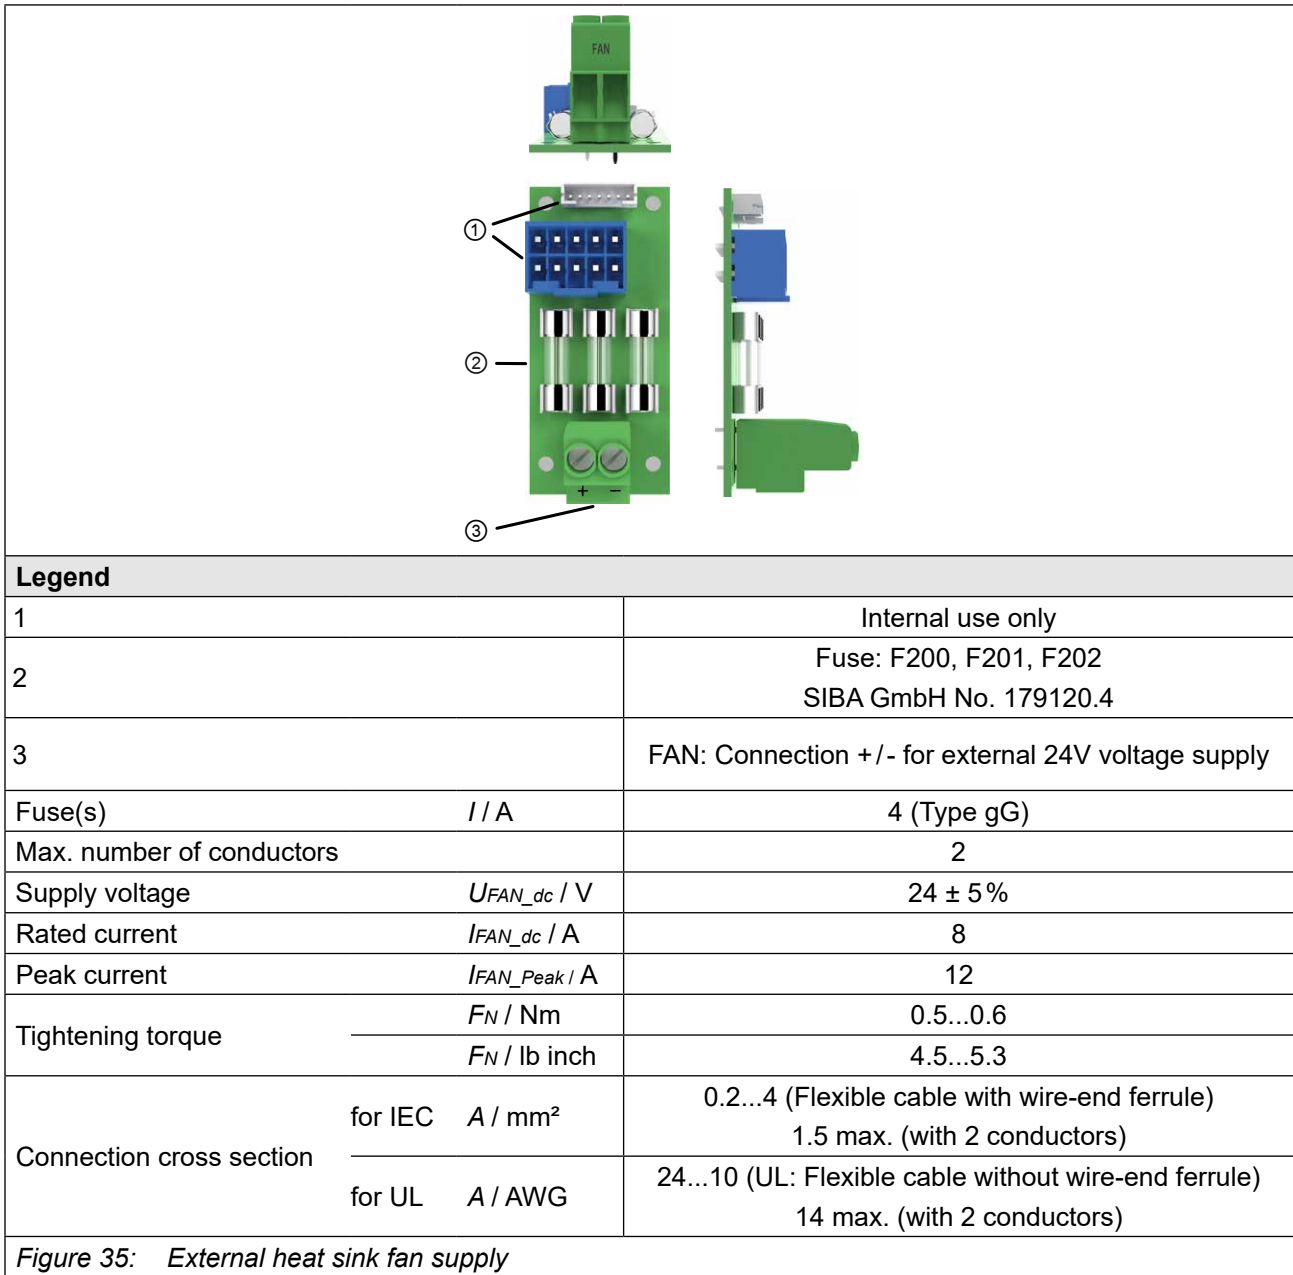 FAN
①
②
+ −
③
Legend
1 Internal use only
2 Fuse: F200, F201, F202
SIBA GmbH No. 179120.4
3 FAN: Connection +/- for external 24V voltage supply
Fuse(s) I / A 4 (Type gG)
Max. number of conductors 2
Supply voltage UFAN_dc / V 24 ± 5%
Rated current IFAN_dc / A 8
Peak current IFAN_Peak / A 12
Tightening torque FN / Nm 0.5...0.6
FN / lb inch 4.5...5.3
Connection cross section for IEC A / mm² 0.2...4 (Flexible cable with wire-end ferrule)
1.5 max. (with 2 conductors)
for UL A / AWG 24...10 (UL: Flexible cable without wire-end ferrule)
14 max. (with 2 conductors)
Figure 35: External heat sink fan supply